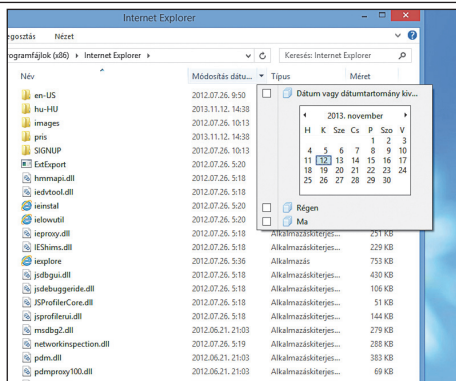 Internet Explorer
egosztás Nézet
rogramfájlok (x86) Internet Explorer Keresés: Internet Explorer
Név Módosítás dátu... Típus Méret
en-US 2012.07.26. 9:50
hu-HU 2013.11.12. 14:38
images 2012.07.26. 10:13
pris 2013.11.12. 14:38
SIGNUP 2012.07.26. 10:13
ExtExport 2012.07.26. 5:20
hmmapi.dll 2012.07.26. 5:18
iedvtool.dll 2012.07.26. 5:18
ieinstal 2012.07.26. 5:20
ielowutil 2012.07.26. 5:20
ieproxy.dll 2012.07.26. 5:18 Alkalmazáskiterjes... 251 KB
IEShims.dll 2012.07.26. 5:18 Alkalmazáskiterjes... 229 KB
iexplore 2012.07.26. 5:36 Alkalmazás 753 KB
jsdbgui.dll 2012.07.26. 5:18 Alkalmazáskiterjes... 430 KB
jsdebuggeride.dll 2012.07.26. 5:18 Alkalmazáskiterjes... 106 KB
JSProfilerCore.dll 2012.07.26. 5:18 Alkalmazáskiterjes... 51 KB
jsprofilerui.dll 2012.07.26. 5:18 Alkalmazáskiterjes... 144 KB
msdbg2.dll 2012.06.21. 21:03 Alkalmazáskiterjes... 279 KB
networkinspection.dll 2012.07.26. 5:19 Alkalmazáskiterjes... 288 KB
pdm.dll 2012.06.21. 21:03 Alkalmazáskiterjes... 383 KB
pdmproxy100.dll 2012.06.21. 21:03 Alkalmazáskiterjes... 69 KB
Dátum vagy dátumtartomány kiv...
2013. november
H K Sze Cs P Szo V
1 2 3
4 5 6 7 8 9 10
11 12 13 14 15 16 17
18 19 20 21 22 23 24
25 26 27 28 29 30
Régen
Ma